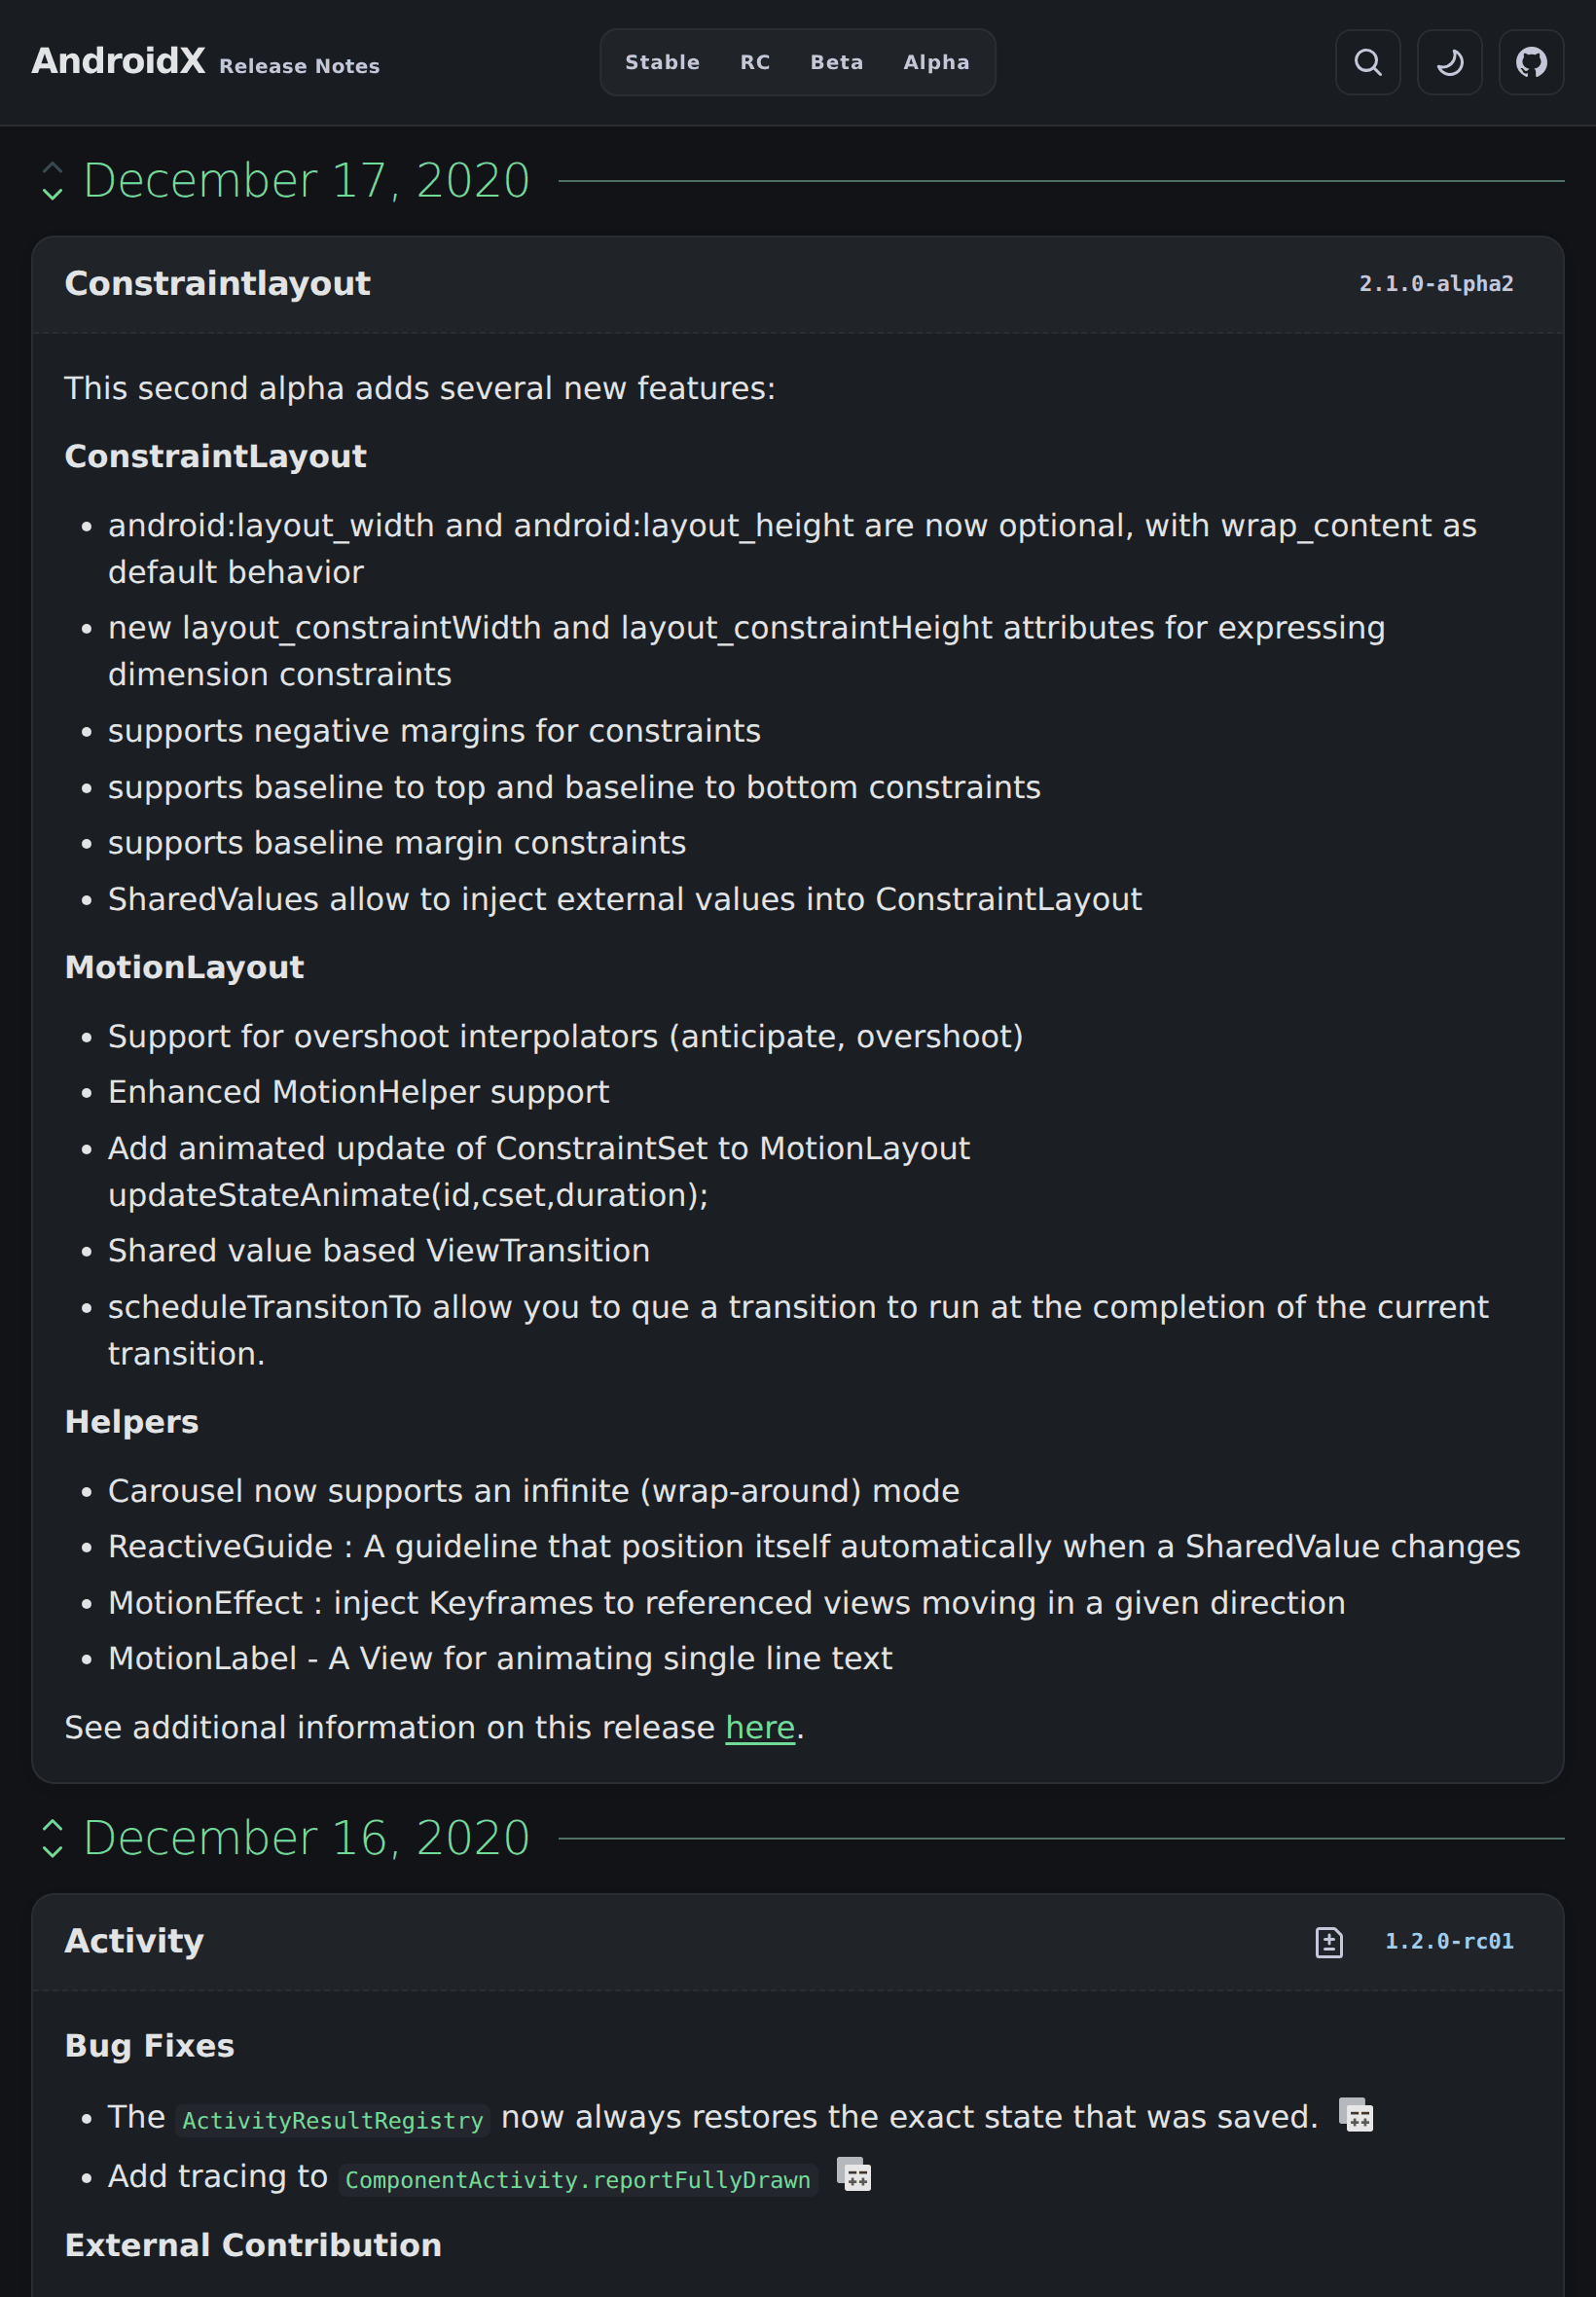 AndroidX Release Notes
Stable RC Beta Alpha
December 17, 2020
Constraintlayout
2.1.0-alpha2
This second alpha adds several new features:
ConstraintLayout
• android:layout_width and android:layout_height are now optional, with wrap_content as
default behavior
• new layout_constraintWidth and layout_constraintHeight attributes for expressing
dimension constraints
• supports negative margins for constraints
• supports baseline to top and baseline to bottom constraints
• supports baseline margin constraints
• SharedValues allow to inject external values into ConstraintLayout
MotionLayout
• Support for overshoot interpolators (anticipate, overshoot)
• Enhanced MotionHelper support
• Add animated update of ConstraintSet to MotionLayout
updateStateAnimate(id,cset,duration);
• Shared value based ViewTransition
• scheduleTransitonTo allow you to que a transition to run at the completion of the current
transition.
Helpers
• Carousel now supports an infinite (wrap-around) mode
• ReactiveGuide : A guideline that position itself automatically when a SharedValue changes
• MotionEffect : inject Keyframes to referenced views moving in a given direction
• MotionLabel - A View for animating single line text
See additional information on this release here.
December 16, 2020
Activity
1.2.0-rc01
Bug Fixes
• The ActivityResultRegistry now always restores the exact state that was saved.
• Add tracing to ComponentActivity.reportFullyDrawn
External Contribution